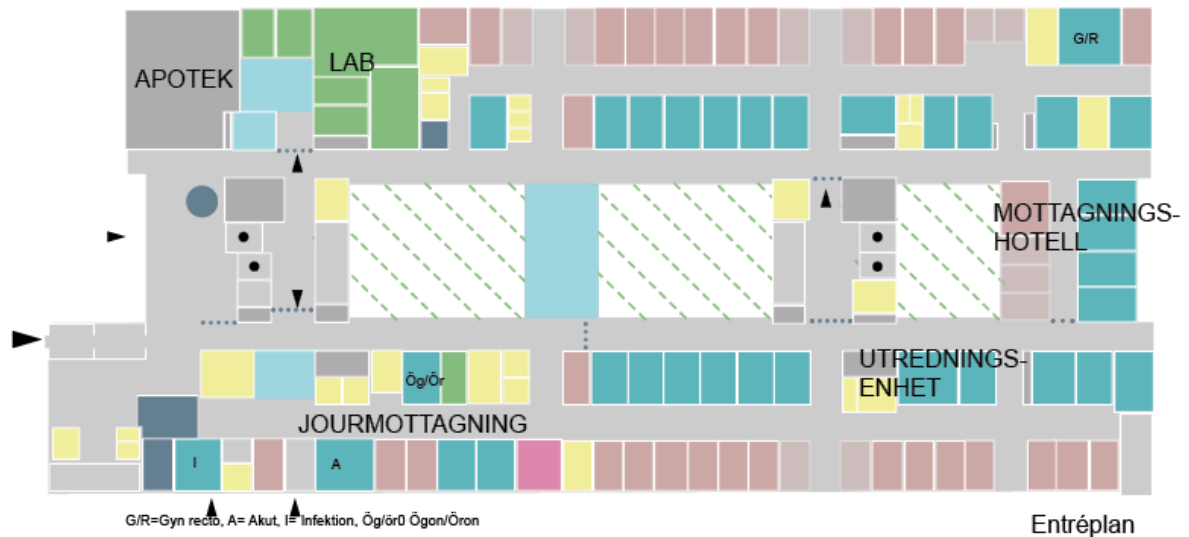 G/R
LAB
APOTEK
MOTTAGNINGS-
HOTELL
UTREDNINGS-
ENHET
Ög/Ör
JOURMOTTAGNING
I
A
G/R=Gyn recto, A= Akut, I= Infektion, Ög/ör0 Ögon/Öron
Entréplan